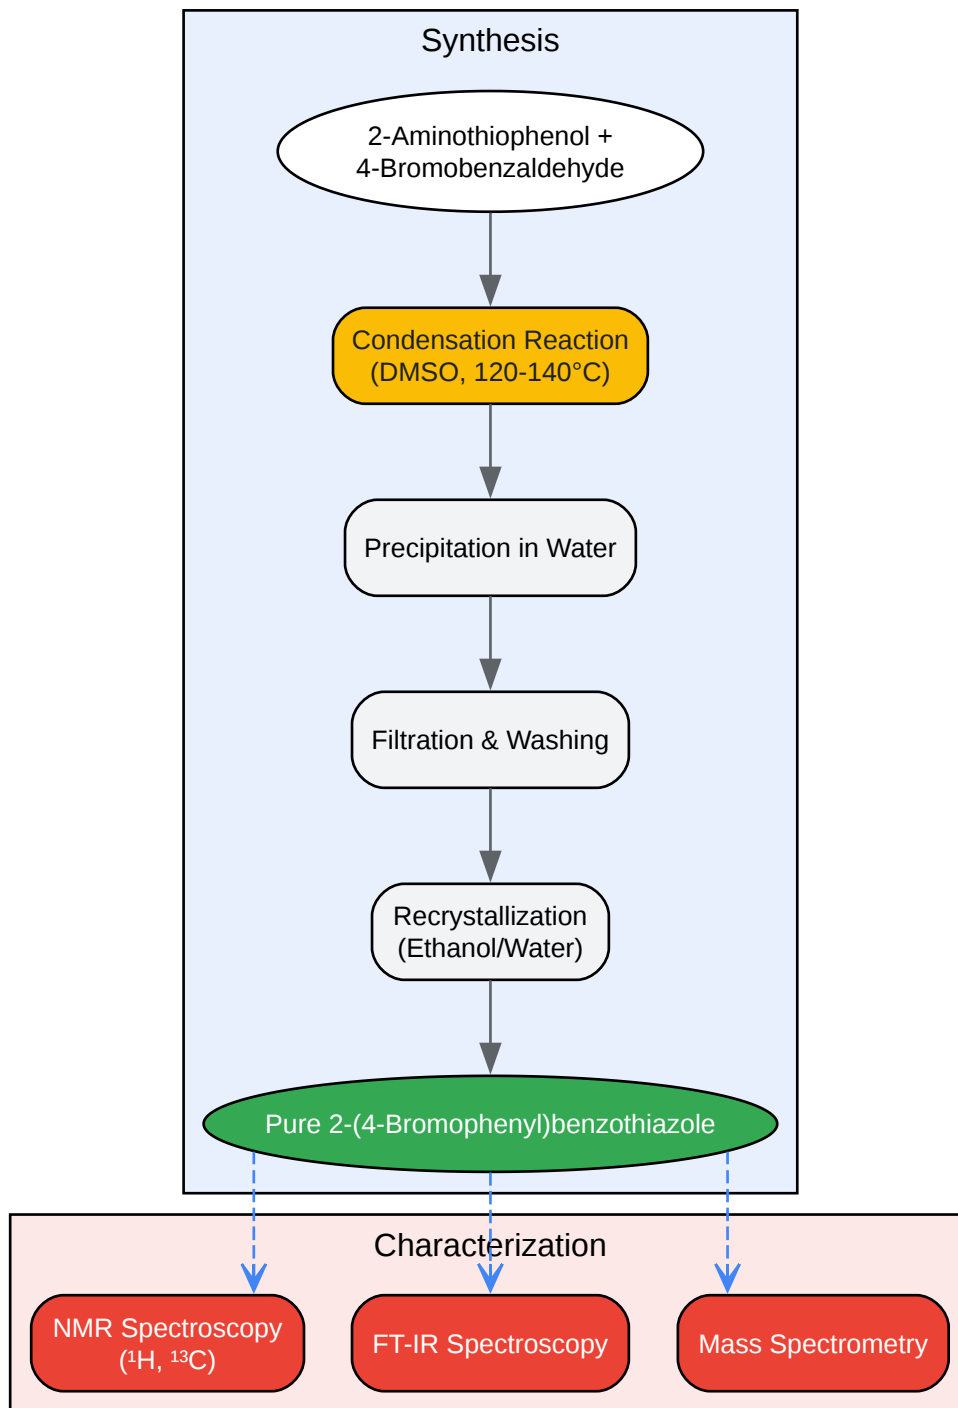 Synthesis
2-Aminothiophenol +
4-Bromobenzaldehyde
Condensation Reaction
(DMSO, 120-140°C)
Precipitation in Water
Filtration & Washing
Recrystallization
(Ethanol/Water)
Pure 2-(4-Bromophenyl)benzothiazole
Characterization
NMR Spectroscopy
(¹H, ¹³C)
FT-IR Spectroscopy
Mass Spectrometry